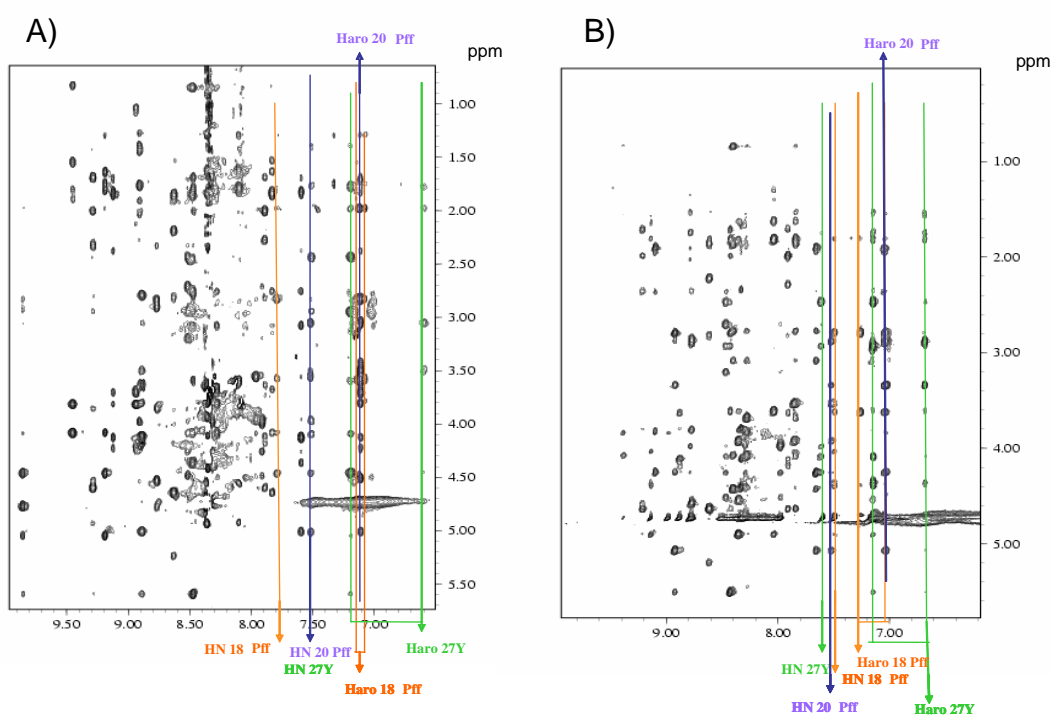 A)
Haro 20 Pff
ppm
1.00
1.50
2.00
2.50
3.00
3.50
4.00
4.50
5.00
5.50
9.50 9.00 8.50 8.00 7.50 7.00
HN 18 Pff
HN 20 Pff
Haro 27Y
HN 27Y
Haro 18 Pff
B)
Haro 20 Pff
ppm
1.00
2.00
3.00
4.00
5.00
9.00 8.00 7.00
HN 27Y
Haro 18 Pff
HN 18 Pff
HN 20 Pff
Haro 27Y